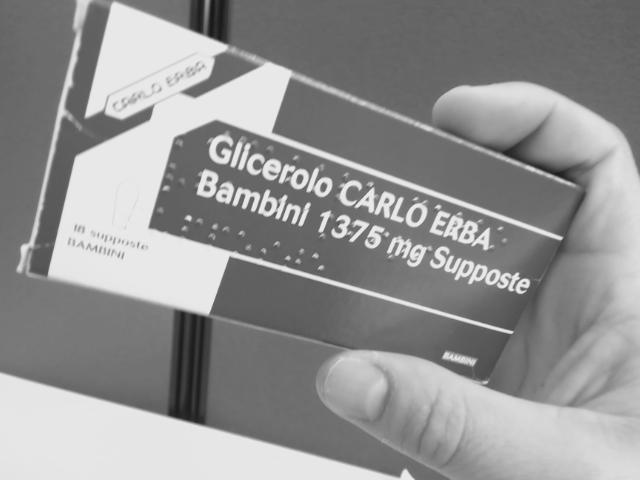 CARLO ERBA
Glicerolo CARLO ERBA
Bambini 1375 mg Supposte
18 supposte
BAMBINI
BAMBINI